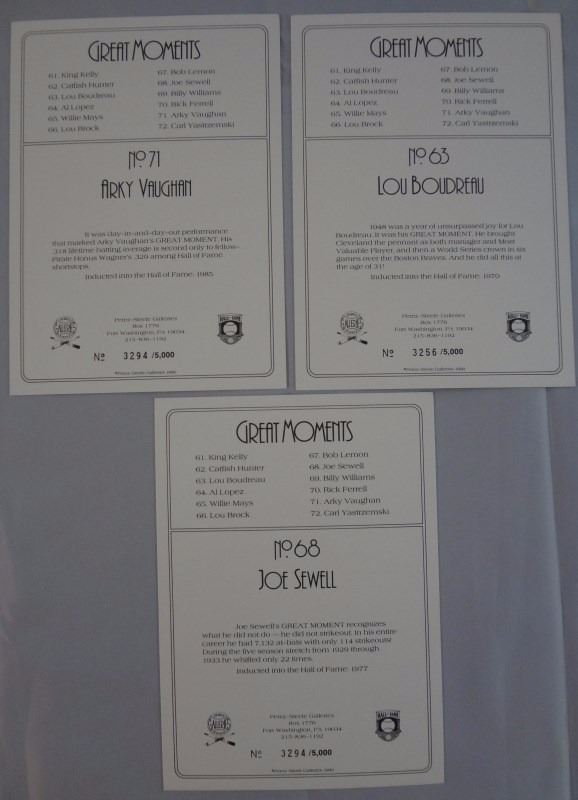 GREAT MOMENTS
61. King Kelly
62. Catfish Hunter
63. Lou Boudreau
64. Al Lopez
65. Willie Mays
66. Lou Brock
67. Bob Lemon
68. Joe Sewell
69. Billy Williams
70. Rick Ferrell
71. Arky Vaughan
72. Carl Yastrzemski
No 71
ARKY VAUGHAN
It was day-in-and-day-out performance
that marked Arky Vaughan's GREAT MOMENT. His
.318 lifetime batting average is second only to fellow-
Pirate Honus Wagner's .329 among Hall of Fame
shortstops.
Inducted into the Hall of Fame: 1985
Perez-Steele Galleries
Box 1776
Fort Washington, PA 19034
215-836-1192
No 3294 /5,000
GREAT MOMENTS
61. King Kelly
62. Catfish Hunter
63. Lou Boudreau
64. Al Lopez
65. Willie Mays
66. Lou Brock
67. Bob Lemon
68. Joe Sewell
69. Billy Williams
70. Rick Ferrell
71. Arky Vaughan
72. Carl Yastrzemski
No 63
LOU BOUDREAU
1948 was a year of unsurpassed joy for Lou
Boudreau. It was his GREAT MOMENT. He brought
Cleveland the pennant as both manager and Most
Valuable Player, and then a World Series crown in six
games over the Boston Braves. And he did all this at
the age of 31!
Inducted into the Hall of Fame: 1970
Perez-Steele Galleries
Box 1776
Fort Washington, PA 19034
215-836-1192
No 3256 /5,000
GREAT MOMENTS
61. King Kelly
62. Catfish Hunter
63. Lou Boudreau
64. Al Lopez
65. Willie Mays
66. Lou Brock
67. Bob Lemon
68. Joe Sewell
69. Billy Williams
70. Rick Ferrell
71. Arky Vaughan
72. Carl Yastrzemski
No 68
JOE SEWELL
Joe Sewell's GREAT MOMENT recognizes
what he did not do — he did not strikeout. In his entire
career he had 7,132 at-bats with only 114 strikeouts!
During the five season stretch from 1929 through
1933 he whiffed only 22 times.
Inducted into the Hall of Fame: 1977
Perez-Steele Galleries
Box 1776
Fort Washington, PA 19034
215-836-1192
No 3294 /5,000